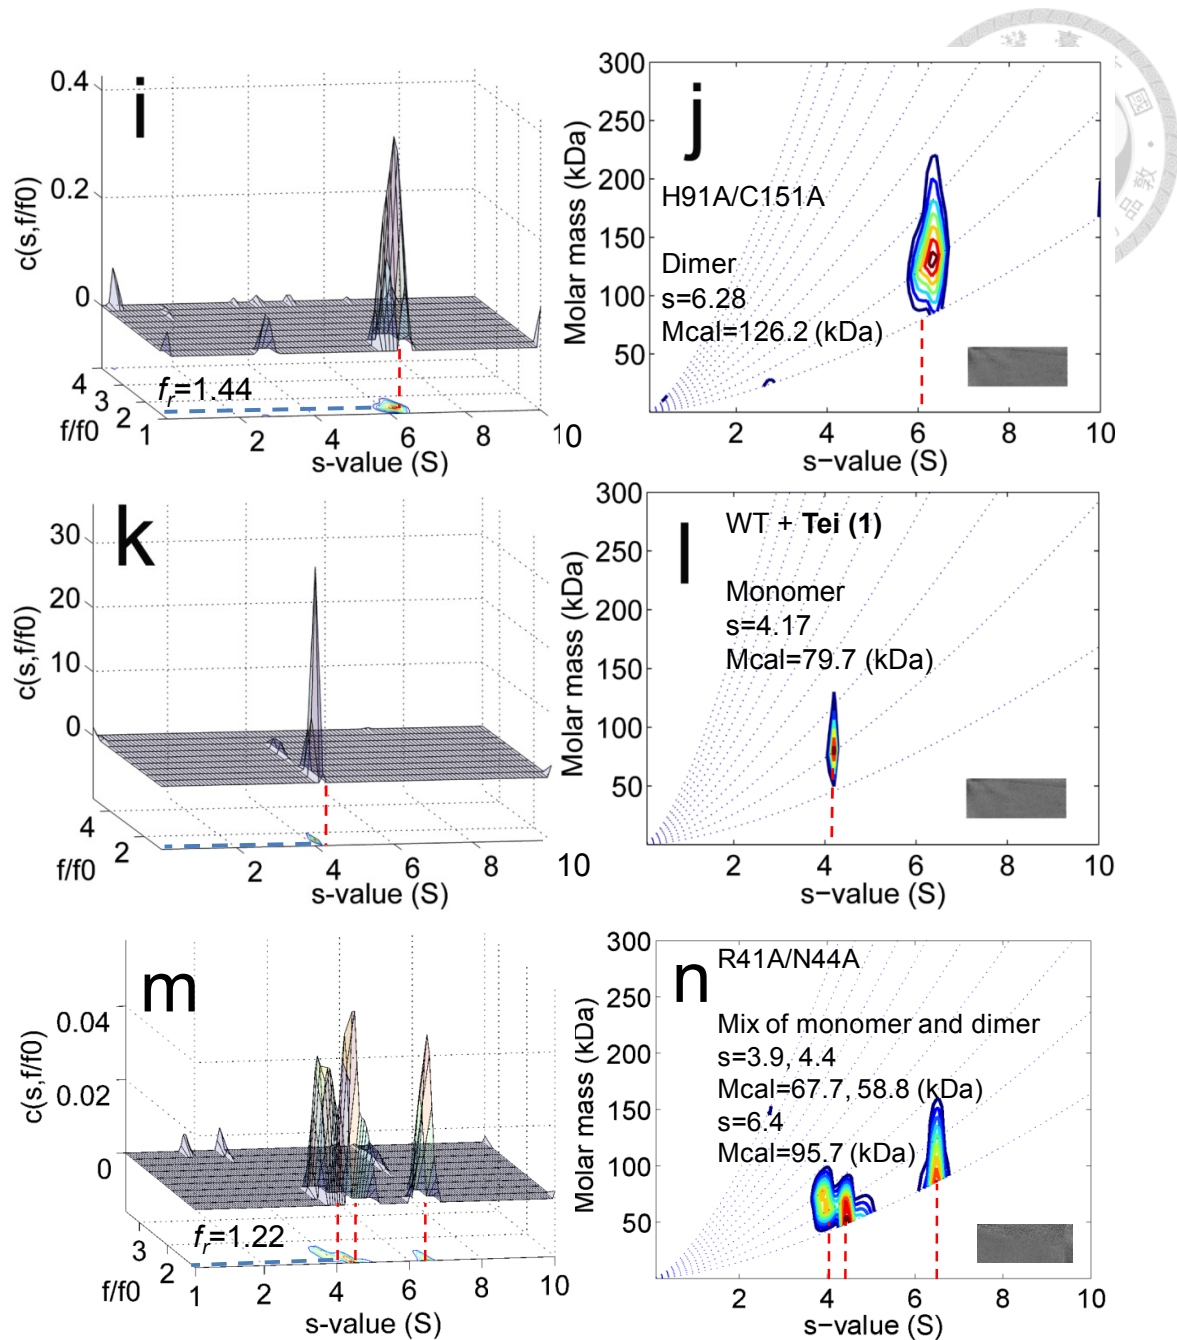 i
0.4
0.2
0
c(s,f/f0)
4
3
2
1
f/f0
fr=1.44
2
4
6
8
10
s-value (S)
j
300
250
200
150
100
50
Molar mass (kDa)
H91A/C151A
Dimer
s=6.28
Mcal=126.2 (kDa)
2
4
6
8
10
s−value (S)
國
品
敦
k
30
20
10
0
c(s,f/f0)
4
2
f/f0
2
4
6
8
10
s-value (S)
l
300
250
200
150
100
50
Molar mass (kDa)
WT + Tei (1)
Monomer
s=4.17
Mcal=79.7 (kDa)
2
4
6
8
10
s−value (S)
m
0.04
0.02
0
c(s,f/f0)
3
2
1
f/f0
fr=1.22
2
4
6
8
10
s-value (S)
n
300
250
200
150
100
50
Molar mass (kDa)
R41A/N44A
Mix of monomer and dimer
s=3.9, 4.4
Mcal=67.7, 58.8 (kDa)
s=6.4
Mcal=95.7 (kDa)
2
4
6
8
10
s−value (S)